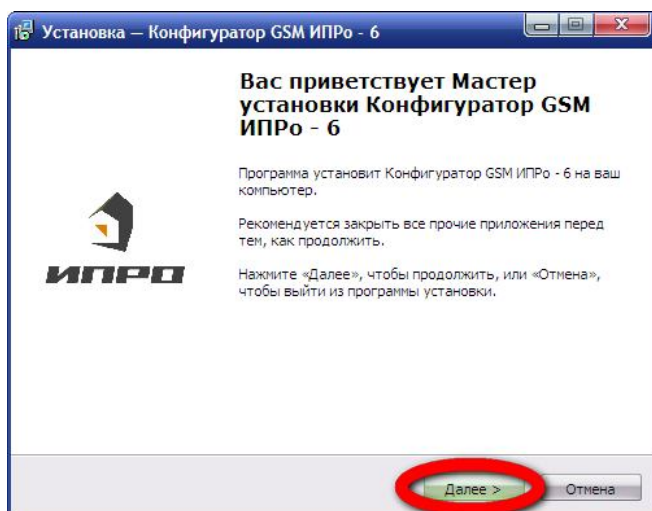 Установка — Конфигуратор GSM ИПРо - 6
Вас приветствует Мастер
установки Конфигуратор GSM
ИПРо - 6
Программа установит Конфигуратор GSM ИПРо - 6 на ваш
компьютер.
Рекомендуется закрыть все прочие приложения перед
тем, как продолжить.
Нажмите «Далее», чтобы продолжить, или «Отмена»,
чтобы выйти из программы установки.
ИПРО
Далее >
Отмена